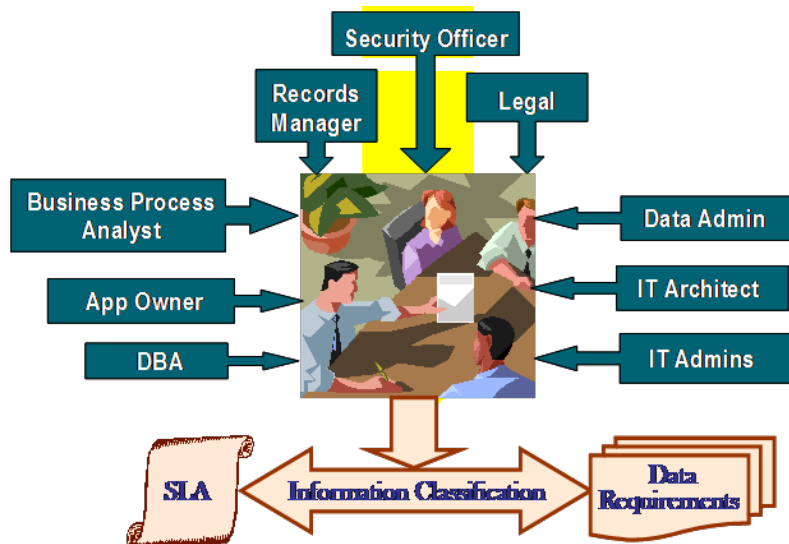 Security Officer
Records
Manager
Legal
Business Process
Analyst
Data Admin
App Owner
IT Architect
DBA
IT Admins
SLA
Information Classification
Data
Requirements